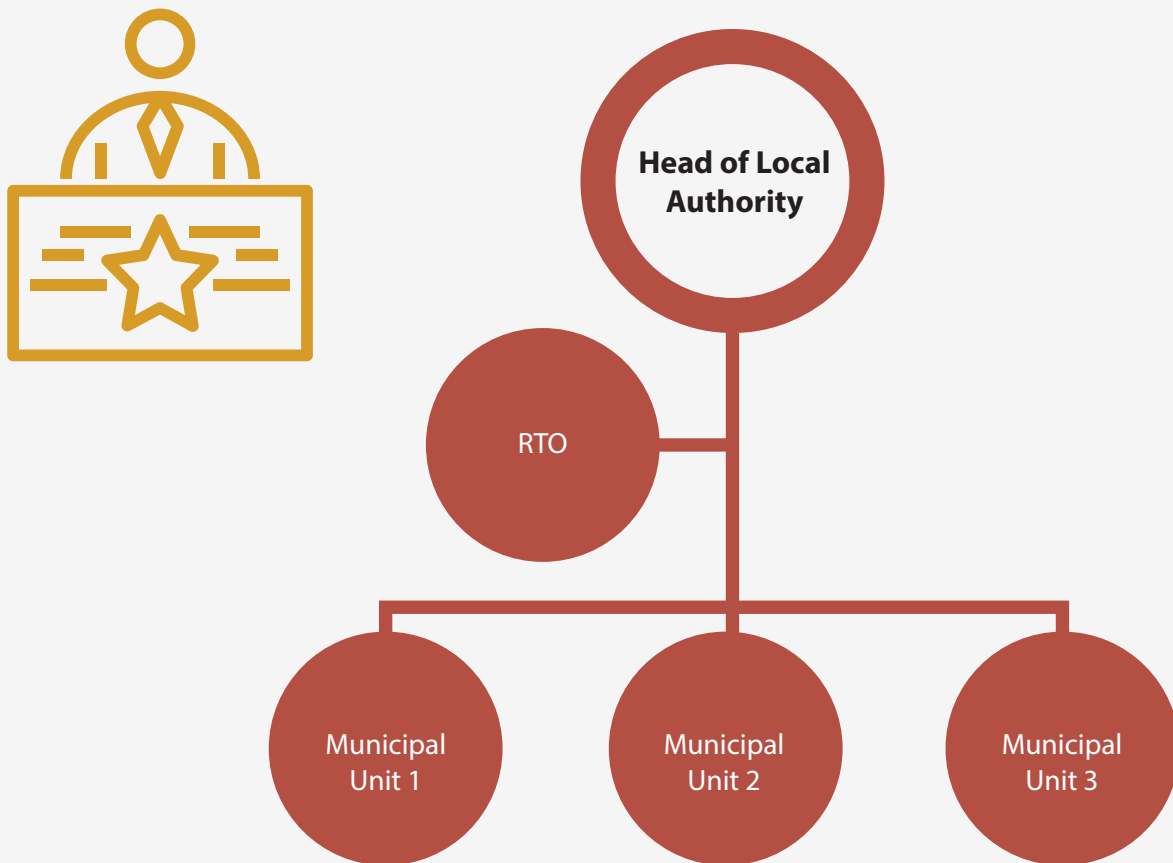 Head of Local
Authority
RTO
Municipal
Unit 1
Municipal
Unit 2
Municipal
Unit 3